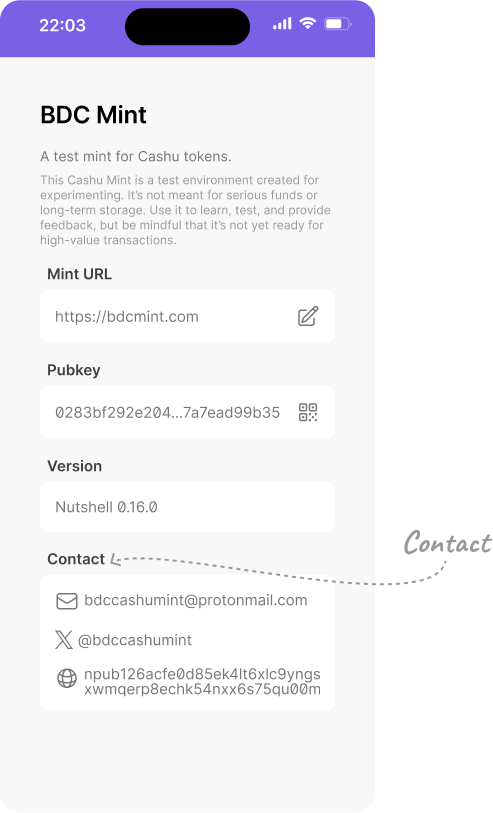 22:03
BDC Mint
A test mint for Cashu tokens.
This Cashu Mint is a test environment created for
experimenting. It's not meant for serious funds or
long-term storage. Use it to learn, test, and provide
feedback, but be mindful that it's not yet ready for
high-value transactions.
Mint URL
https://bdcmint.com
Pubkey
0283bf292e204...7a7ead99b35
Version
Nutshell 0.16.0
Contact
Contact
bdccashumint@protonmail.com
@bdccashumint
npub126acfe0d85ek4lt6xlc9yngs
xwmqerp8echk54nxx6s75qu00m